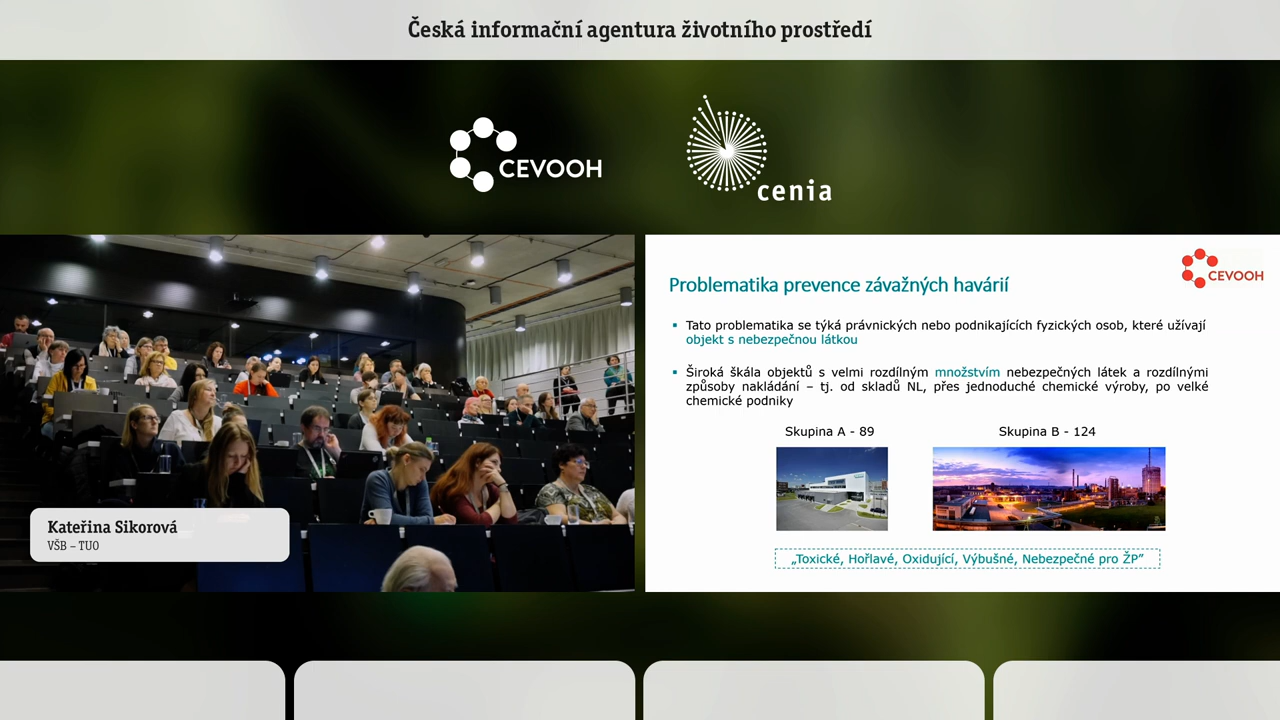 Česká informační agentura životního prostředí
CEVOOH
cenia
CEVOOH
Problematika prevence závažných havárií
▪ Tato problematika se týká právnických nebo podnikajících fyzických osob, které užívají
objekt s nebezpečnou látkou
▪ Široká škála objektů s velmi rozdílným množstvím nebezpečných látek a rozdílnými
způsoby nakládání – tj. od skladů NL, přes jednoduché chemické výroby, po velké
chemické podniky
Skupina A - 89
Skupina B - 124
„Toxické, Hořlavé, Oxidující, Výbušné, Nebezpečné pro ŽP”
Kateřina Sikorová
VŠB – TUO